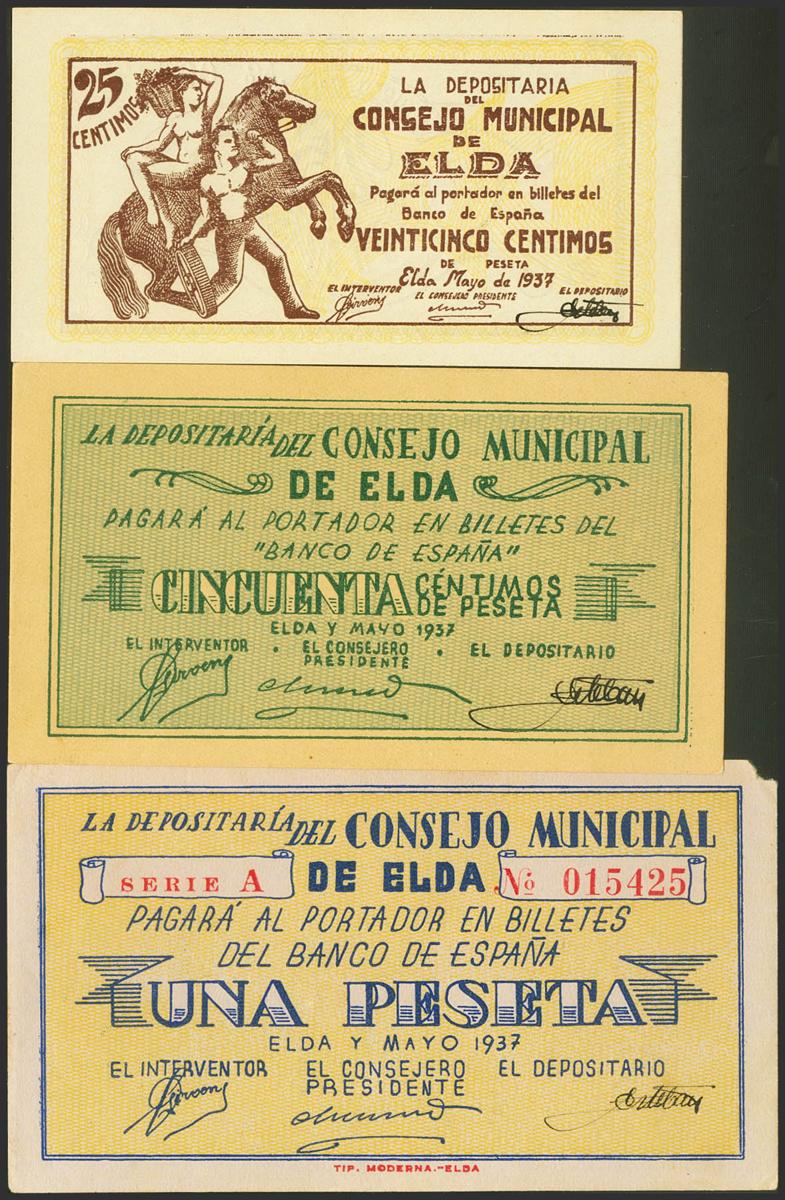 25
CENTIMOS
LA DEPOSITARIA
DEL
CONSEJO MUNICIPAL
DE
ELDA
Pagará al portador en billetes del
Banco de España
VEINTICINCO CENTIMOS
DE PESETA
Elda Mayo de 1937
EL INTERVENTOR EL CONSEJERO PRESIDENTE EL DEPOSITARIO
LA DEPOSITARÍA DEL CONSEJO MUNICIPAL
DE ELDA
PAGARÁ AL PORTADOR EN BILLETES DEL
"BANCO DE ESPAÑA"
CINCUENTA CÉNTIMOS
DE PESETA
ELDA Y MAYO 1937
EL INTERVENTOR • EL CONSEJERO
PRESIDENTE • EL DEPOSITARIO
Esteban
LA DEPOSITARÍA DEL CONSEJO MUNICIPAL
SERIE A DE ELDA Nº 015425
PAGARÁ AL PORTADOR EN BILLETES
DEL BANCO DE ESPAÑA
UNA PESETA
ELDA Y MAYO 1937
EL INTERVENTOR EL CONSEJERO
PRESIDENTE EL DEPOSITARIO
Esteban
TIP. MODERNA.-ELDA